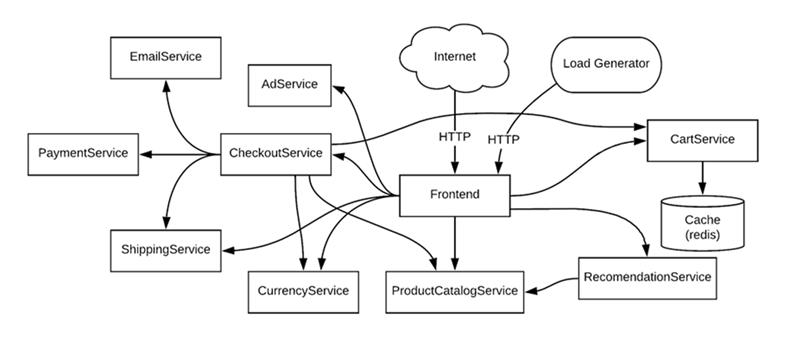 EmailService
Internet
Load Generator
AdService
HTTP
HTTP
PaymentService
CheckoutService
CartService
Frontend
ShippingService
Cache
(redis)
CurrencyService
ProductCatalogService
RecomendationService